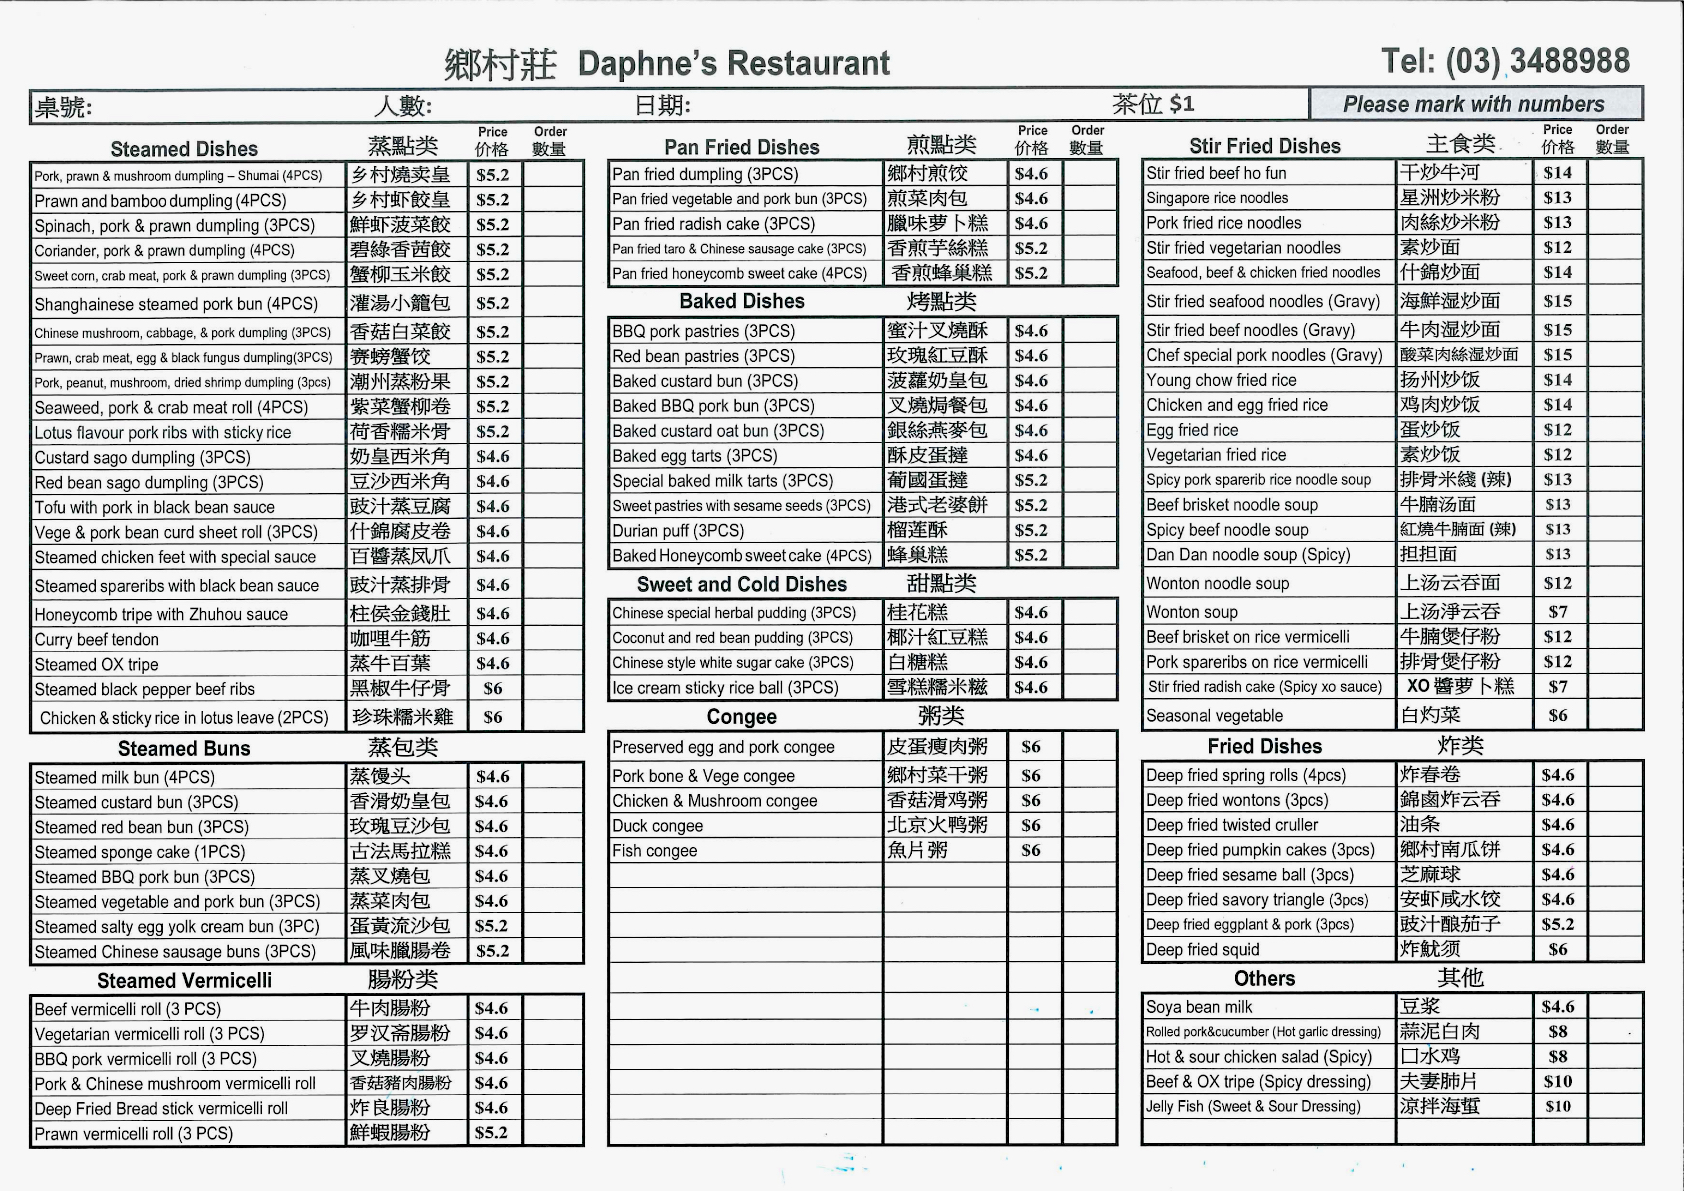 鄉村莊 Daphne's Restaurant
Tel: (03) 3488988
桌號: 人數: 日期: 茶位 $1 Please mark with numbers
Steamed Dishes 蒸點类 Price 价格 Order 數量
Pork, prawn & mushroom dumpling – Shumai (4PCS) 乡村燒卖皇 $5.2
Prawn and bamboo dumpling (4PCS) 乡村虾餃皇 $5.2
Spinach, pork & prawn dumpling (3PCS) 鮮虾菠菜餃 $5.2
Coriander, pork & prawn dumpling (4PCS) 碧綠香茜餃 $5.2
Sweet corn, crab meat, pork & prawn dumpling (3PCS) 蟹柳玉米餃 $5.2
Shanghainese steamed pork bun (4PCS) 灌湯小籠包 $5.2
Chinese mushroom, cabbage, & pork dumpling (3PCS) 香菇白菜餃 $5.2
Prawn, crab meat, egg & black fungus dumpling(3PCS) 赛螃蟹饺 $5.2
Pork, peanut, mushroom, dried shrimp dumpling (3pcs) 潮州蒸粉果 $5.2
Seaweed, pork & crab meat roll (4PCS) 紫菜蟹柳卷 $5.2
Lotus flavour pork ribs with sticky rice 荷香糯米骨 $5.2
Custard sago dumpling (3PCS) 奶皇西米角 $4.6
Red bean sago dumpling (3PCS) 豆沙西米角 $4.6
Tofu with pork in black bean sauce 豉汁蒸豆腐 $4.6
Vege & pork bean curd sheet roll (3PCS) 什錦腐皮卷 $4.6
Steamed chicken feet with special sauce 百醬蒸凤爪 $4.6
Steamed spareribs with black bean sauce 豉汁蒸排骨 $4.6
Honeycomb tripe with Zhuhou sauce 柱侯金錢肚 $4.6
Curry beef tendon 咖哩牛筋 $4.6
Steamed OX tripe 蒸牛百葉 $4.6
Steamed black pepper beef ribs 黑椒牛仔骨 $6
Chicken & sticky rice in lotus leave (2PCS) 珍珠糯米雞 $6
Steamed Buns 蒸包类
Steamed milk bun (4PCS) 蒸馒头 $4.6
Steamed custard bun (3PCS) 香滑奶皇包 $4.6
Steamed red bean bun (3PCS) 玫瑰豆沙包 $4.6
Steamed sponge cake (1PCS) 古法馬拉糕 $4.6
Steamed BBQ pork bun (3PCS) 蒸叉燒包 $4.6
Steamed vegetable and pork bun (3PCS) 蒸菜肉包 $4.6
Steamed salty egg yolk cream bun (3PC) 蛋黃流沙包 $5.2
Steamed Chinese sausage buns (3PCS) 風味臘腸卷 $5.2
Steamed Vermicelli 腸粉类
Beef vermicelli roll (3 PCS) 牛肉腸粉 $4.6
Vegetarian vermicelli roll (3 PCS) 罗汉斋腸粉 $4.6
BBQ pork vermicelli roll (3 PCS) 叉燒腸粉 $4.6
Pork & Chinese mushroom vermicelli roll 香菇豬肉腸粉 $4.6
Deep Fried Bread stick vermicelli roll 炸良腸粉 $4.6
Prawn vermicelli roll (3 PCS) 鮮蝦腸粉 $5.2
Pan Fried Dishes 煎點类 Price 价格 Order 數量
Pan fried dumpling (3PCS) 鄉村煎饺 $4.6
Pan fried vegetable and pork bun (3PCS) 煎菜肉包 $4.6
Pan fried radish cake (3PCS) 臘味萝卜糕 $4.6
Pan fried taro & Chinese sausage cake (3PCS) 香煎芋絲糕 $5.2
Pan fried honeycomb sweet cake (4PCS) 香煎蜂巢糕 $5.2
Baked Dishes 烤點类
BBQ pork pastries (3PCS) 蜜汁叉燒酥 $4.6
Red bean pastries (3PCS) 玫瑰紅豆酥 $4.6
Baked custard bun (3PCS) 菠蘿奶皇包 $4.6
Baked BBQ pork bun (3PCS) 叉燒焗餐包 $4.6
Baked custard oat bun (3PCS) 銀絲燕麥包 $4.6
Baked egg tarts (3PCS) 酥皮蛋撻 $4.6
Special baked milk tarts (3PCS) 葡國蛋撻 $5.2
Sweet pastries with sesame seeds (3PCS) 港式老婆餅 $5.2
Durian puff (3PCS) 榴莲酥 $5.2
Baked Honeycomb sweet cake (4PCS) 蜂巢糕 $5.2
Sweet and Cold Dishes 甜點类
Chinese special herbal pudding (3PCS) 桂花糕 $4.6
Coconut and red bean pudding (3PCS) 椰汁紅豆糕 $4.6
Chinese style white sugar cake (3PCS) 白糖糕 $4.6
Ice cream sticky rice ball (3PCS) 雪糕糯米糍 $4.6
Congee 粥类
Preserved egg and pork congee 皮蛋瘦肉粥 $6
Pork bone & Vege congee 鄉村菜干粥 $6
Chicken & Mushroom congee 香菇滑鸡粥 $6
Duck congee 北京火鸭粥 $6
Fish congee 魚片粥 $6
Stir Fried Dishes 主食类 Price 价格 Order 數量
Stir fried beef ho fun 干炒牛河 $14
Singapore rice noodles 星洲炒米粉 $13
Pork fried rice noodles 肉絲炒米粉 $13
Stir fried vegetarian noodles 素炒面 $12
Seafood, beef & chicken fried noodles 什錦炒面 $14
Stir fried seafood noodles (Gravy) 海鮮湿炒面 $15
Stir fried beef noodles (Gravy) 牛肉湿炒面 $15
Chef special pork noodles (Gravy) 酸菜肉絲湿炒面 $15
Young chow fried rice 扬州炒饭 $14
Chicken and egg fried rice 鸡肉炒饭 $14
Egg fried rice 蛋炒饭 $12
Vegetarian fried rice 素炒饭 $12
Spicy pork sparerib rice noodle soup 排骨米綫 (辣) $13
Beef brisket noodle soup 牛腩汤面 $13
Spicy beef noodle soup 紅燒牛腩面 (辣) $13
Dan Dan noodle soup (Spicy) 担担面 $13
Wonton noodle soup 上汤云吞面 $12
Wonton soup 上汤淨云吞 $7
Beef brisket on rice vermicelli 牛腩煲仔粉 $12
Pork spareribs on rice vermicelli 排骨煲仔粉 $12
Stir fried radish cake (Spicy xo sauce) XO 醬萝卜糕 $7
Seasonal vegetable 白灼菜 $6
Fried Dishes 炸类
Deep fried spring rolls (4pcs) 炸春卷 $4.6
Deep fried wontons (3pcs) 錦鹵炸云吞 $4.6
Deep fried twisted cruller 油条 $4.6
Deep fried pumpkin cakes (3pcs) 鄉村南瓜饼 $4.6
Deep fried sesame ball (3pcs) 芝麻球 $4.6
Deep fried savory triangle (3pcs) 安虾咸水饺 $4.6
Deep fried eggplant & pork (3pcs) 豉汁酿茄子 $5.2
Deep fried squid 炸魷须 $6
Others 其他
Soya bean milk 豆浆 $4.6
Rolled pork&cucumber (Hot garlic dressing) 蒜泥白肉 $8
Hot & sour chicken salad (Spicy) 口水鸡 $8
Beef & OX tripe (Spicy dressing) 夫妻肺片 $10
Jelly Fish (Sweet & Sour Dressing) 涼拌海蜇 $10